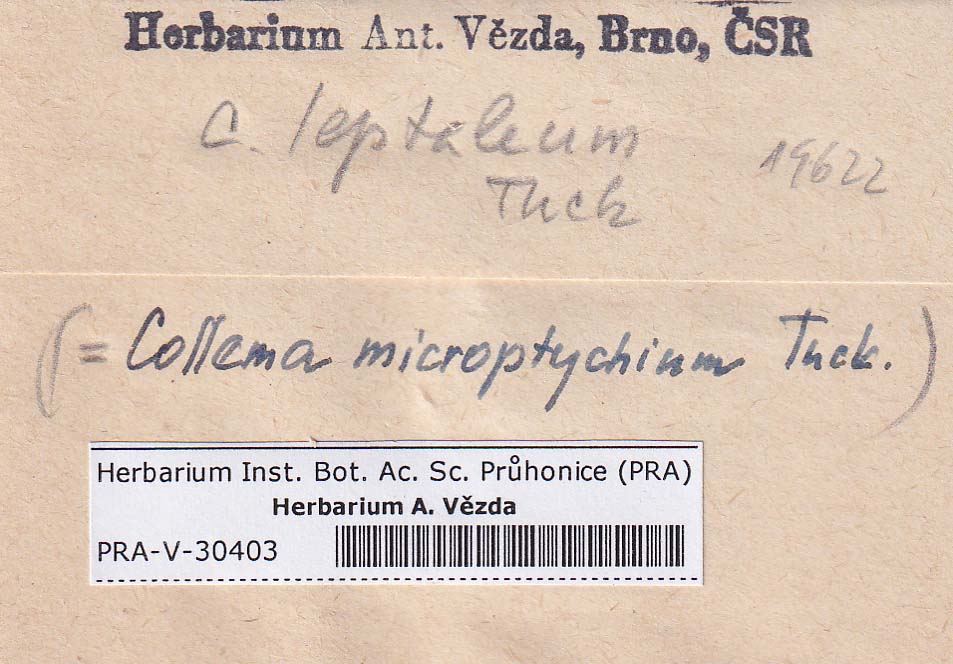 Herbarium Ant. Vězda, Brno, ČSR
C. leptaleum
Tuck
19622
(= Collema microptychium Tuck.)
Herbarium Inst. Bot. Ac. Sc. Průhonice (PRA)
Herbarium A. Vězda
PRA-V-30403